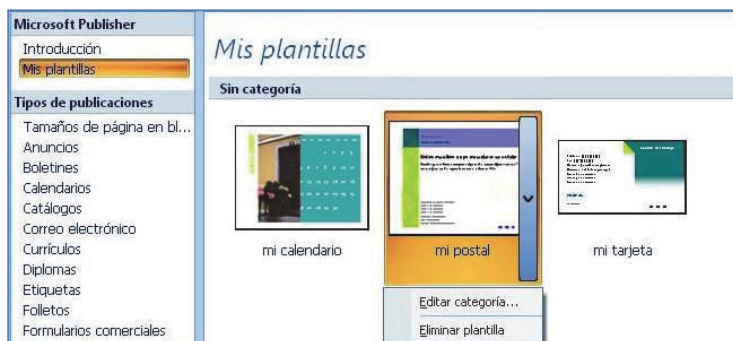 Microsoft Publisher
Introducción
Mis plantillas
Tipos de publicaciones
Tamaños de página en bl...
Anuncios
Boletines
Calendarios
Catálogos
Correo electrónico
Currículos
Diplomas
Etiquetas
Folletos
Formularios comerciales
Mis plantillas
Sin categoría
mi calendario
mi postal
mi tarjeta
Editar categoría...
Eliminar plantilla